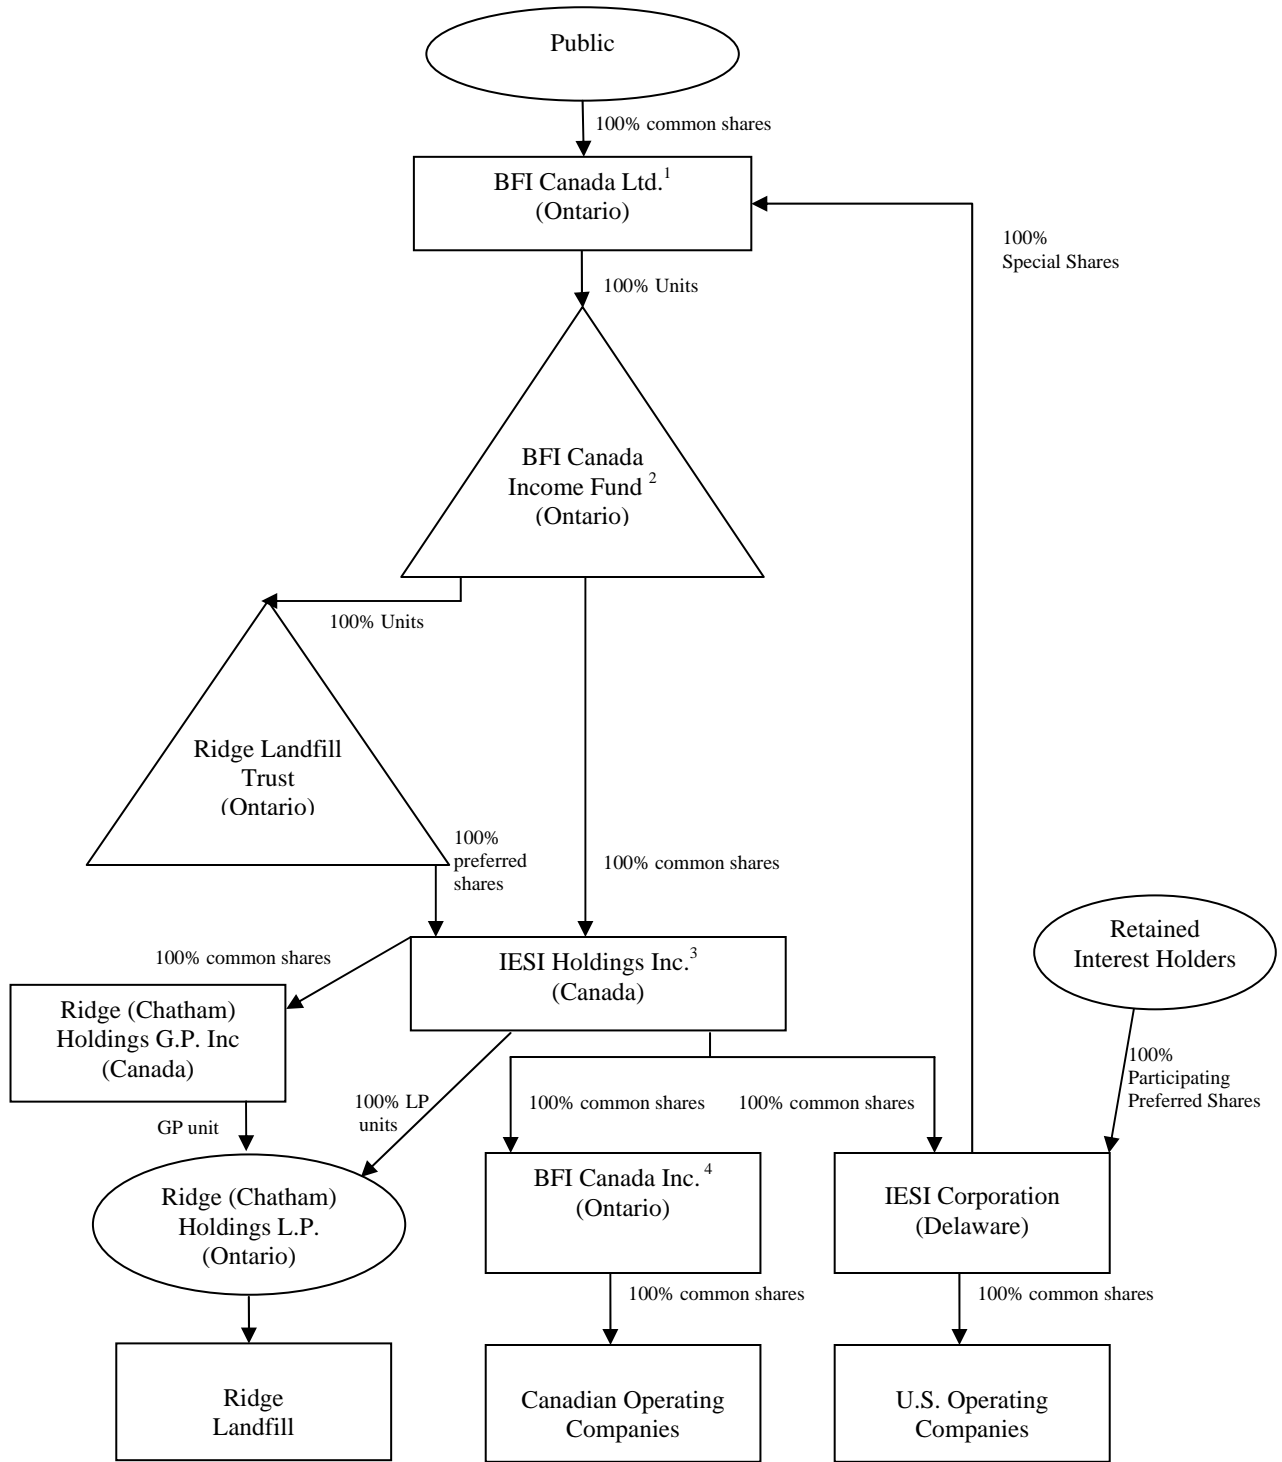 Public
100% common shares
BFI Canada Ltd.1
(Ontario)
100%
Special Shares
100% Units
BFI Canada
Income Fund 2
(Ontario)
100% Units
Ridge Landfill
Trust
(Ontario)
100%
preferred
shares
100% common shares
100% common shares
IESI Holdings Inc.3
(Canada)
Retained
Interest Holders
Ridge (Chatham)
Holdings G.P. Inc
(Canada)
100%
Participating
Preferred Shares
GP unit
100% LP
units
100% common shares
100% common shares
Ridge (Chatham)
Holdings L.P.
(Ontario)
BFI Canada Inc. 4
(Ontario)
IESI Corporation
(Delaware)
100% common shares
100% common shares
Ridge
Landfill
Canadian Operating
Companies
U.S. Operating
Companies